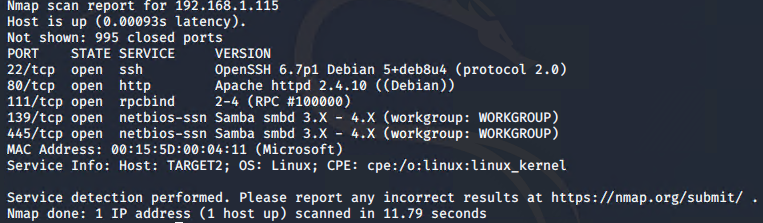 Nmap scan report for 192.168.1.115
Host is up (0.00093s latency).
Not shown: 995 closed ports
PORT    STATE SERVICE     VERSION
22/tcp  open  ssh         OpenSSH 6.7p1 Debian 5+deb8u4 (protocol 2.0)
80/tcp  open  http        Apache httpd 2.4.10 ((Debian))
111/tcp open  rpcbind     2-4 (RPC #100000)
139/tcp open  netbios-ssn Samba smbd 3.X - 4.X (workgroup: WORKGROUP)
445/tcp open  netbios-ssn Samba smbd 3.X - 4.X (workgroup: WORKGROUP)
MAC Address: 00:15:5D:00:04:11 (Microsoft)
Service Info: Host: TARGET2; OS: Linux; CPE: cpe:/o:linux:linux_kernel
Service detection performed. Please report any incorrect results at https://nmap.org/submit/ .
Nmap done: 1 IP address (1 host up) scanned in 11.79 seconds